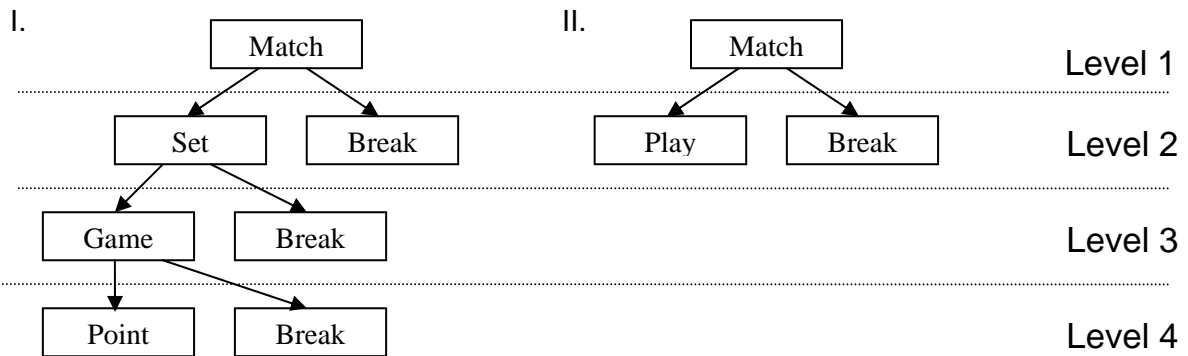 I. II.
Match Match Level 1
Set Break Play Break Level 2
Game Break Level 3
Point Break Level 4